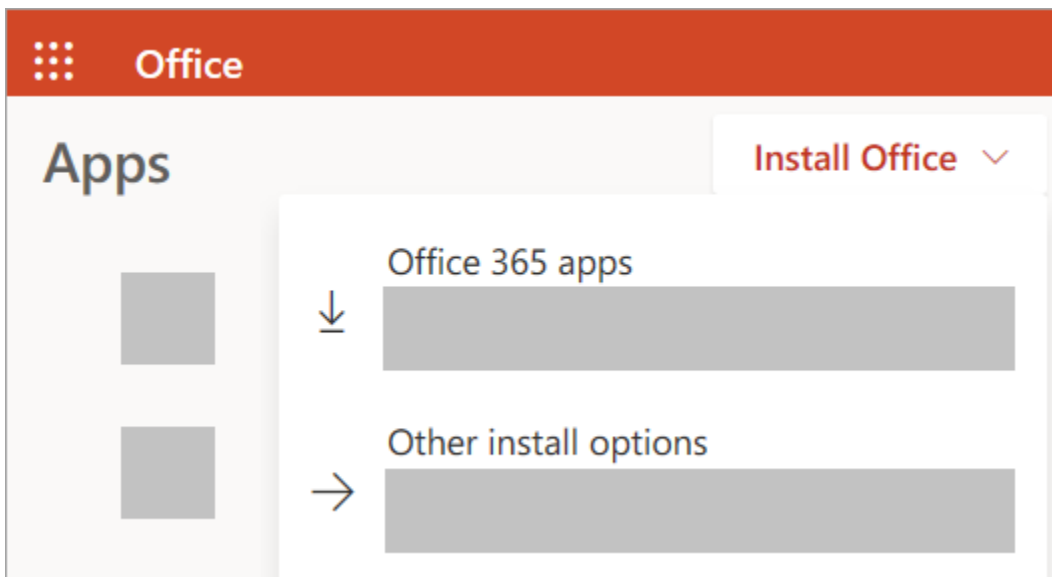 Office
Apps
Install Office
Office 365 apps
Other install options